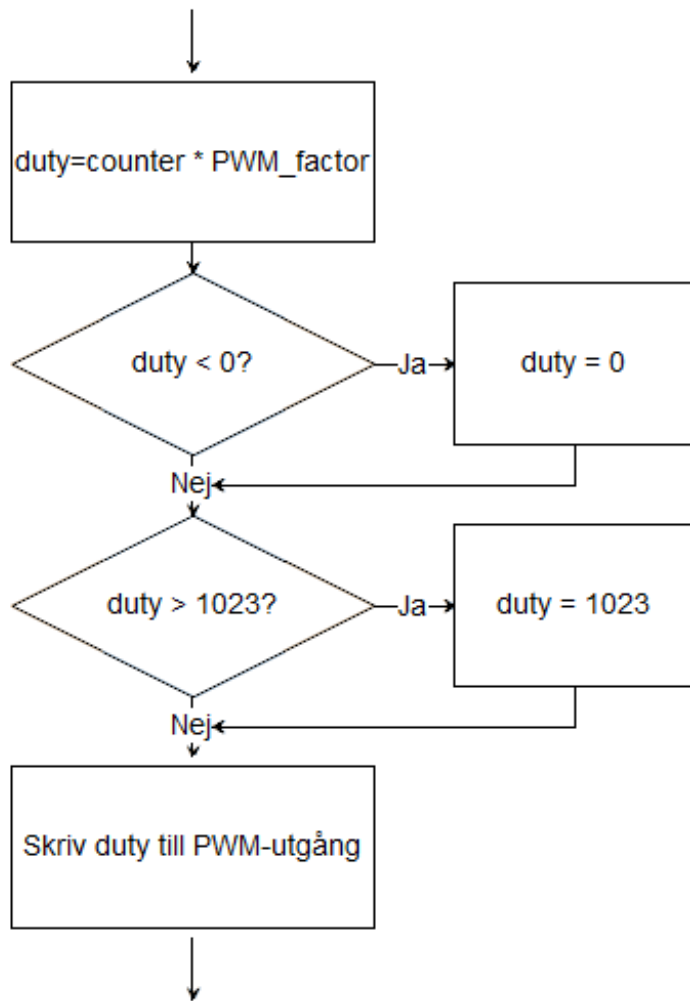 duty=counter * PWM_factor
duty < 0?
Ja
duty = 0
Nej
duty > 1023?
Ja
duty = 1023
Nej
Skriv duty till PWM-utgång